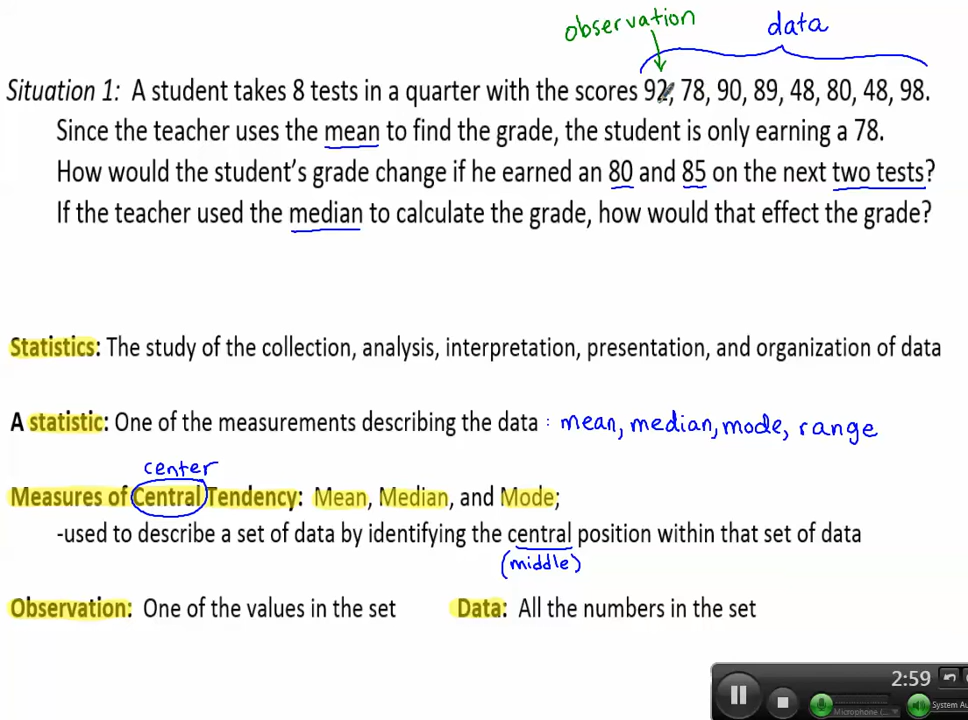 observation
data
Situation 1: A student takes 8 tests in a quarter with the scores 92, 78, 90, 89, 48, 80, 48, 98.
Since the teacher uses the mean to find the grade, the student is only earning a 78.
How would the student's grade change if he earned an 80 and 85 on the next two tests?
If the teacher used the median to calculate the grade, how would that effect the grade?
Statistics: The study of the collection, analysis, interpretation, presentation, and organization of data
A statistic: One of the measurements describing the data : mean, median, mode, range
center
Measures of Central Tendency: Mean, Median, and Mode;
-used to describe a set of data by identifying the central position within that set of data
(middle)
Observation: One of the values in the set
Data: All the numbers in the set
2:59
Microphone (...
System Au